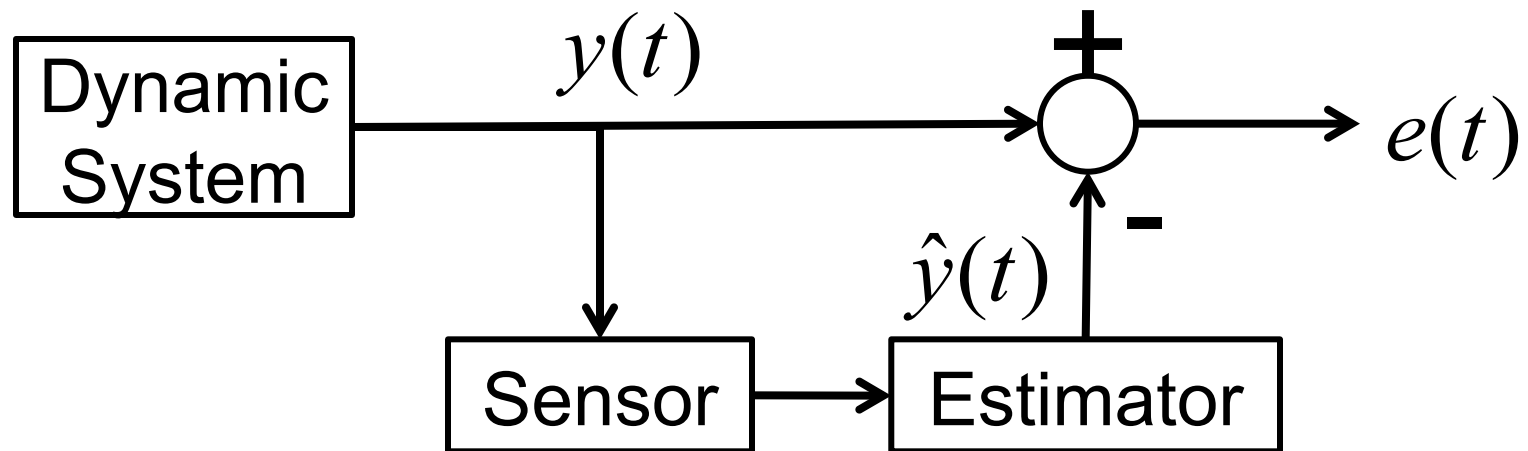 Dynamic
System
y(t)
+
e(t)
-
ŷ(t)
Sensor
Estimator